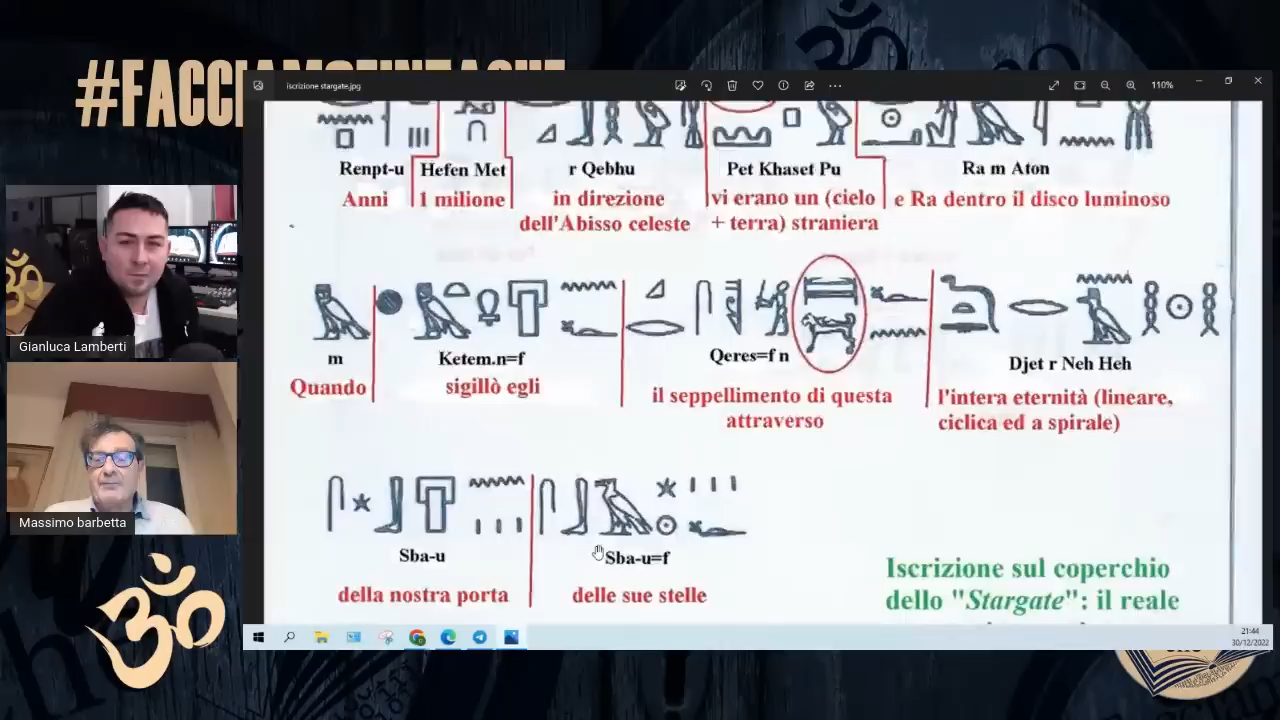 #FACCI
iscrizione stargate.jpg
110%
Renpt-u Hefen Met r Qebhu Pet Khaset Pu Ra m Aton
Anni 1 milione in direzione vi erano un (cielo e Ra dentro il disco luminoso
dell'Abisso celeste + terra) straniera
m Ketem.n=f Qeres=f n Djet r Neh Heh
Quando sigillò egli il seppellimento di questa l'intera eternità (lineare,
attraverso ciclica ed a spirale)
Sba-u Sba-u=f
della nostra porta delle sue stelle
Iscrizione sul coperchio
dello "Stargate": il reale
Gianluca Lamberti
Massimo barbetta
21:44
30/12/2022